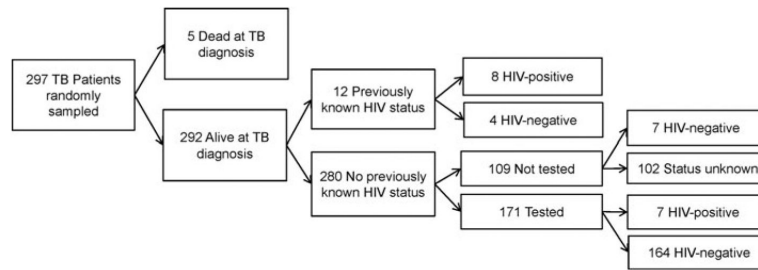 297 TB Patients
randomly
sampled
5 Dead at TB
diagnosis
292 Alive at TB
diagnosis
12 Previously
known HIV status
280 No previously
known HIV status
8 HIV-positive
4 HIV-negative
109 Not tested
171 Tested
7 HIV-negative
102 Status unknown
7 HIV-positive
164 HIV-negative